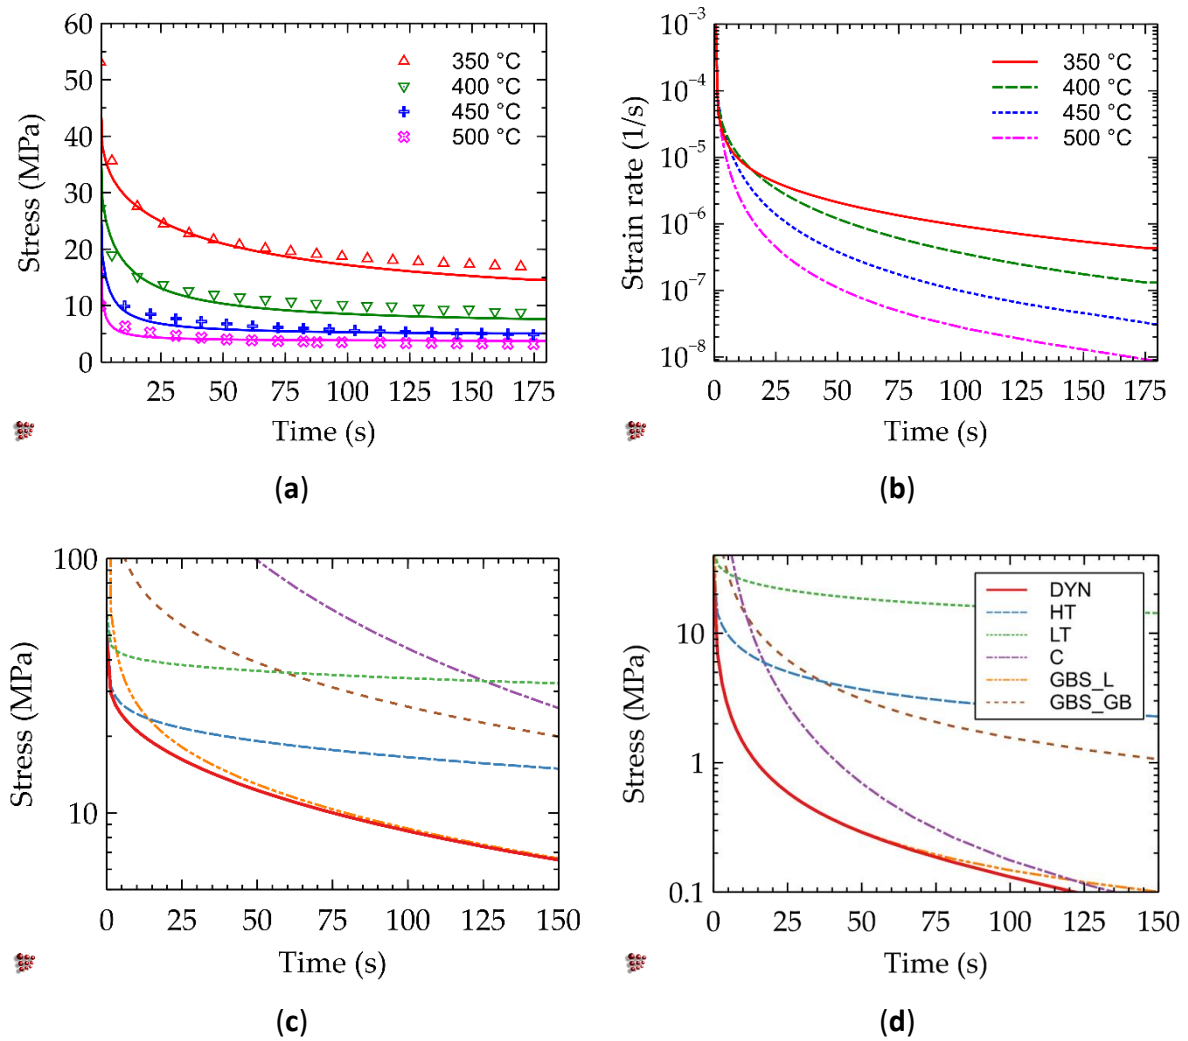 60
50
40
30
20
10
0
Stress (MPa)
350 °C
400 °C
450 °C
500 °C
25 50 75 100 125 150 175
Time (s)
(a)
10⁻³
10⁻⁴
10⁻⁵
10⁻⁶
10⁻⁷
10⁻⁸
Strain rate (1/s)
350 °C
400 °C
450 °C
500 °C
0 25 50 75 100 125 150 175
Time (s)
(b)
100
10
Stress (MPa)
0 25 50 75 100 125 150
Time (s)
(c)
10
1
0.1
Stress (MPa)
DYN
HT
LT
C
GBS_L
GBS_GB
0 25 50 75 100 125 150
Time (s)
(d)